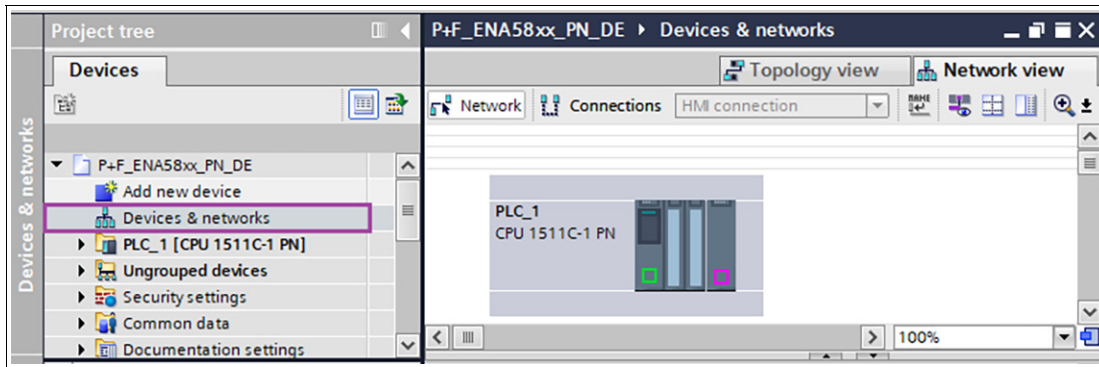 Project tree
P+F_ENA58xx_PN_DE ▸ Devices & networks
Devices
Topology view
Network view
Network
Connections
HMI connection
NAME
Devices & networks
P+F_ENA58xx_PN_DE
Add new device
Devices & networks
PLC_1 [CPU 1511C-1 PN]
Ungrouped devices
Security settings
Common data
Documentation settings
PLC_1
CPU 1511C-1 PN
100%